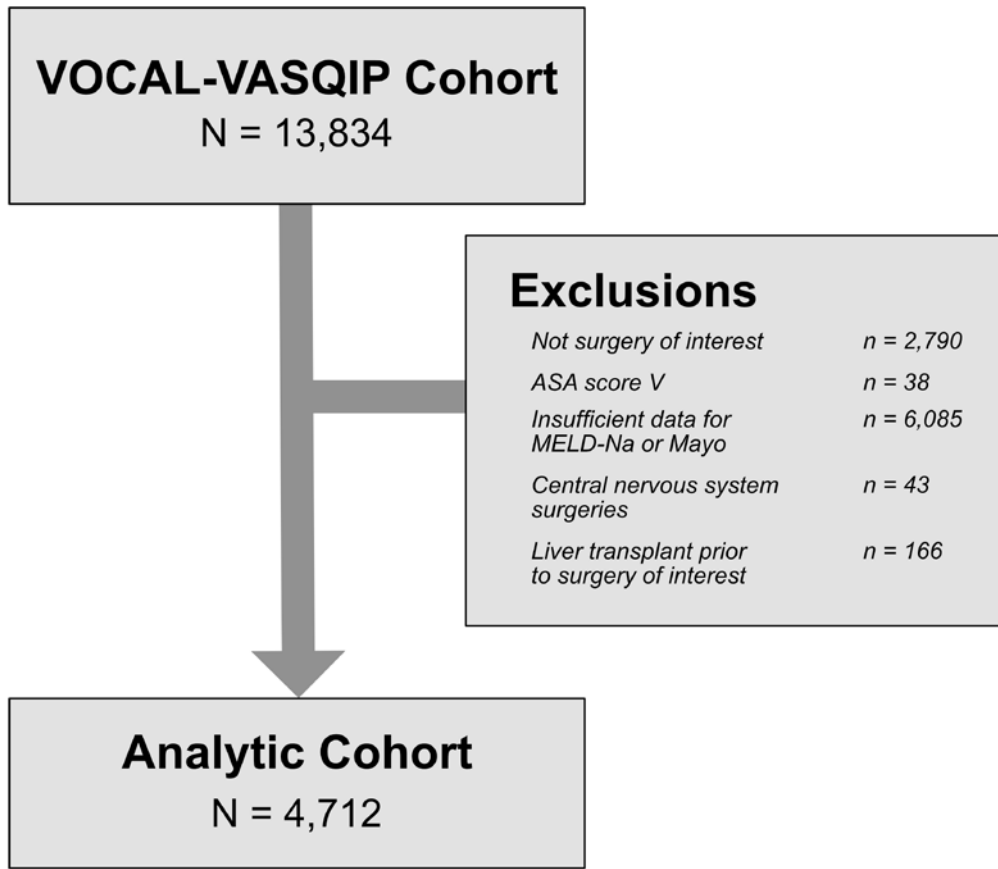 VOCAL-VASQIP Cohort
N = 13,834
Exclusions
Not surgery of interest n = 2,790
ASA score V n = 38
Insufficient data for n = 6,085
MELD-Na or Mayo
Central nervous system n = 43
surgeries
Liver transplant prior n = 166
to surgery of interest
Analytic Cohort
N = 4,712